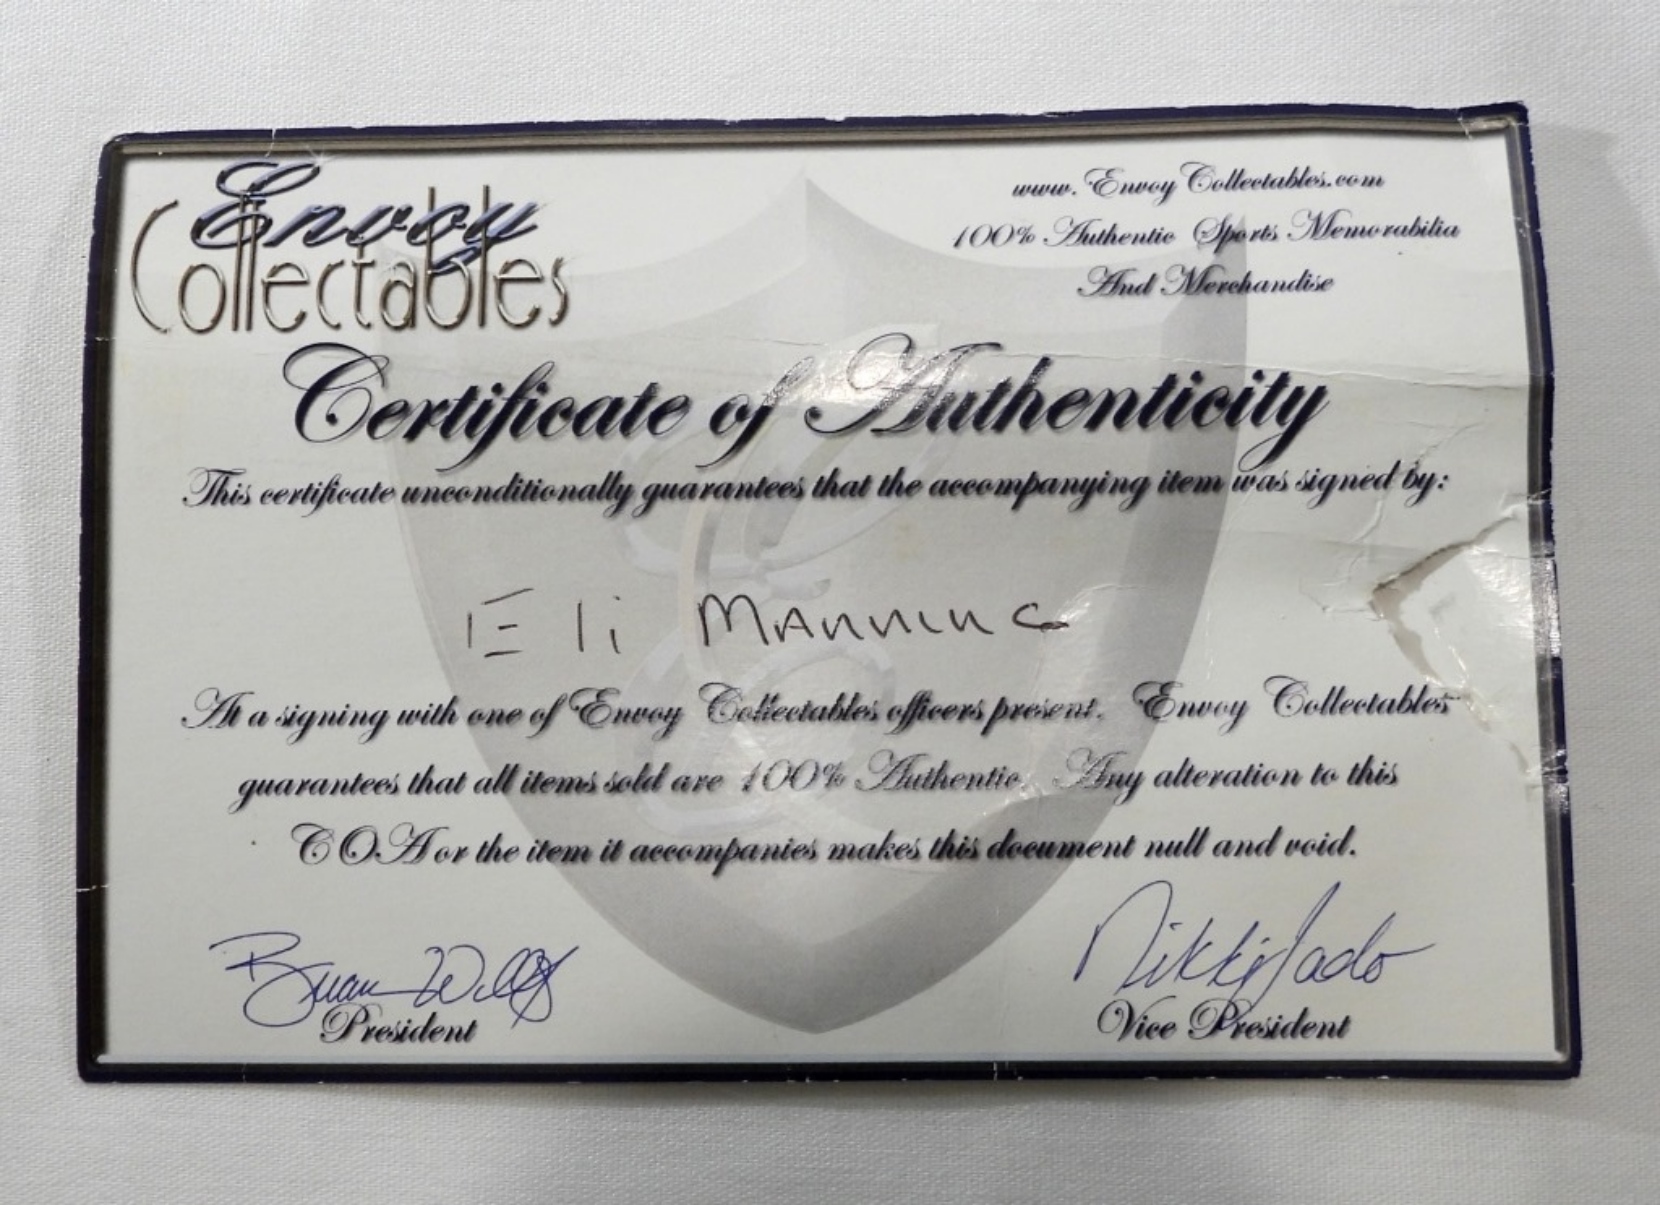 Envoy
Collectables
www.EnvoyCollectables.com
100% Authentic Sports Memorabilia
And Merchandise
Certificate of Authenticity
This certificate unconditionally guarantees that the accompanying item was signed by:
Eli Manning
At a signing with one of Envoy Collectables officers present. Envoy Collectables
guarantees that all items sold are 100% Authentic. Any alteration to this
COA or the item it accompanies makes this document null and void.
Nikki
President
Vice President